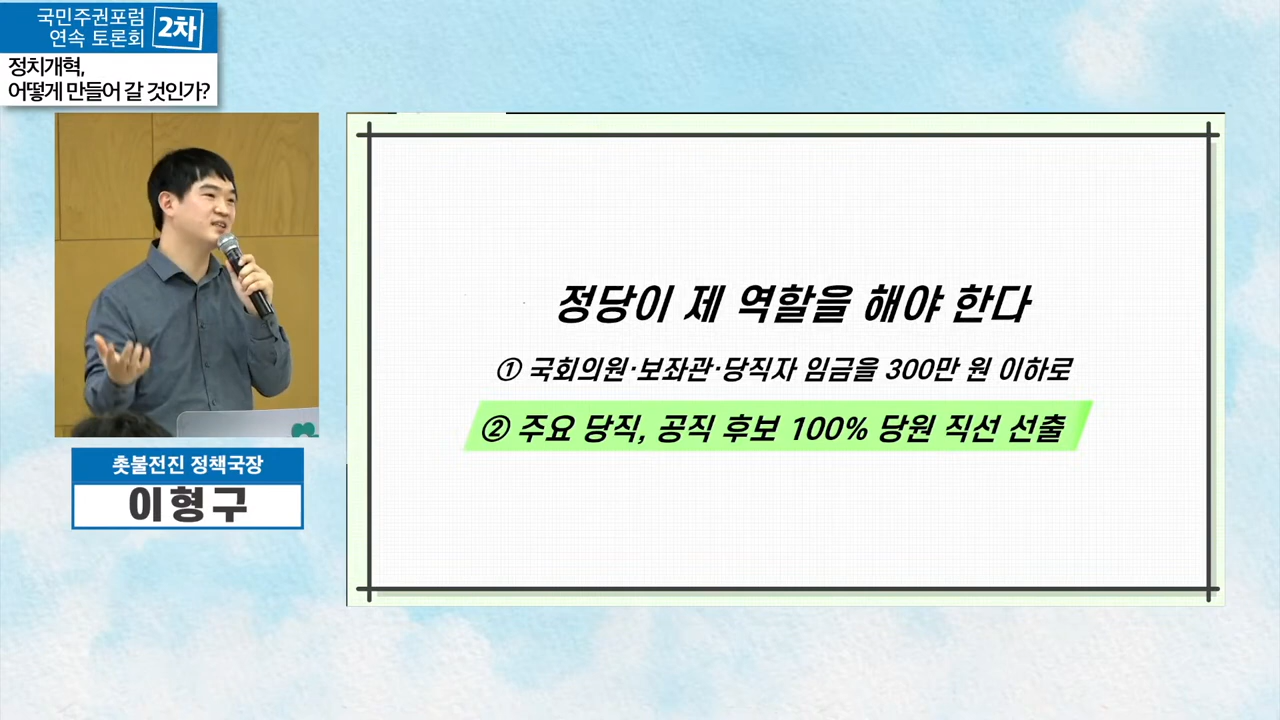 국민주권포럼
연속 토론회
2차
정치개혁,
어떻게 만들어 갈 것인가?
정당이 제 역할을 해야 한다
① 국회의원·보좌관·당직자 임금을 300만 원 이하로
② 주요 당직, 공직 후보 100% 당원 직선 선출
촛불전진 정책국장
이형구